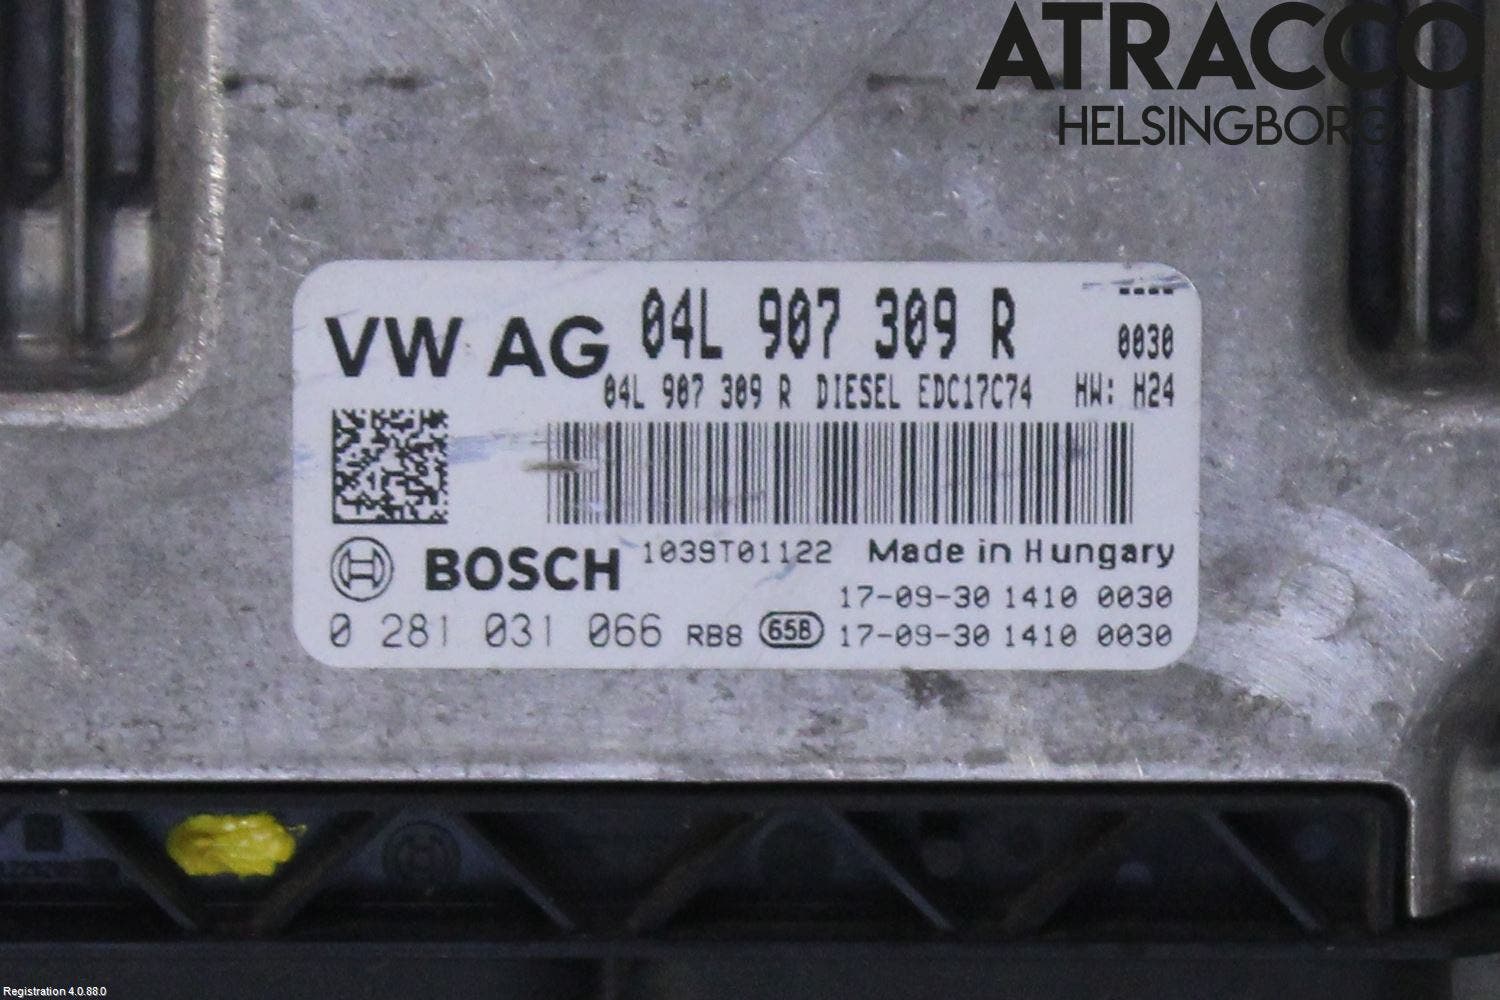 ATRACCO
HELSINGBORG
VW AG 04L 907 309 R
0030
04L 907 309 R DIESEL EDC17C74 HW: H24
BOSCH 1039T01122 Made in Hungary
17-09-30 1410 0030
0 281 031 066 RB8 658 17-09-30 1410 0030
Registration 4.0.88.0